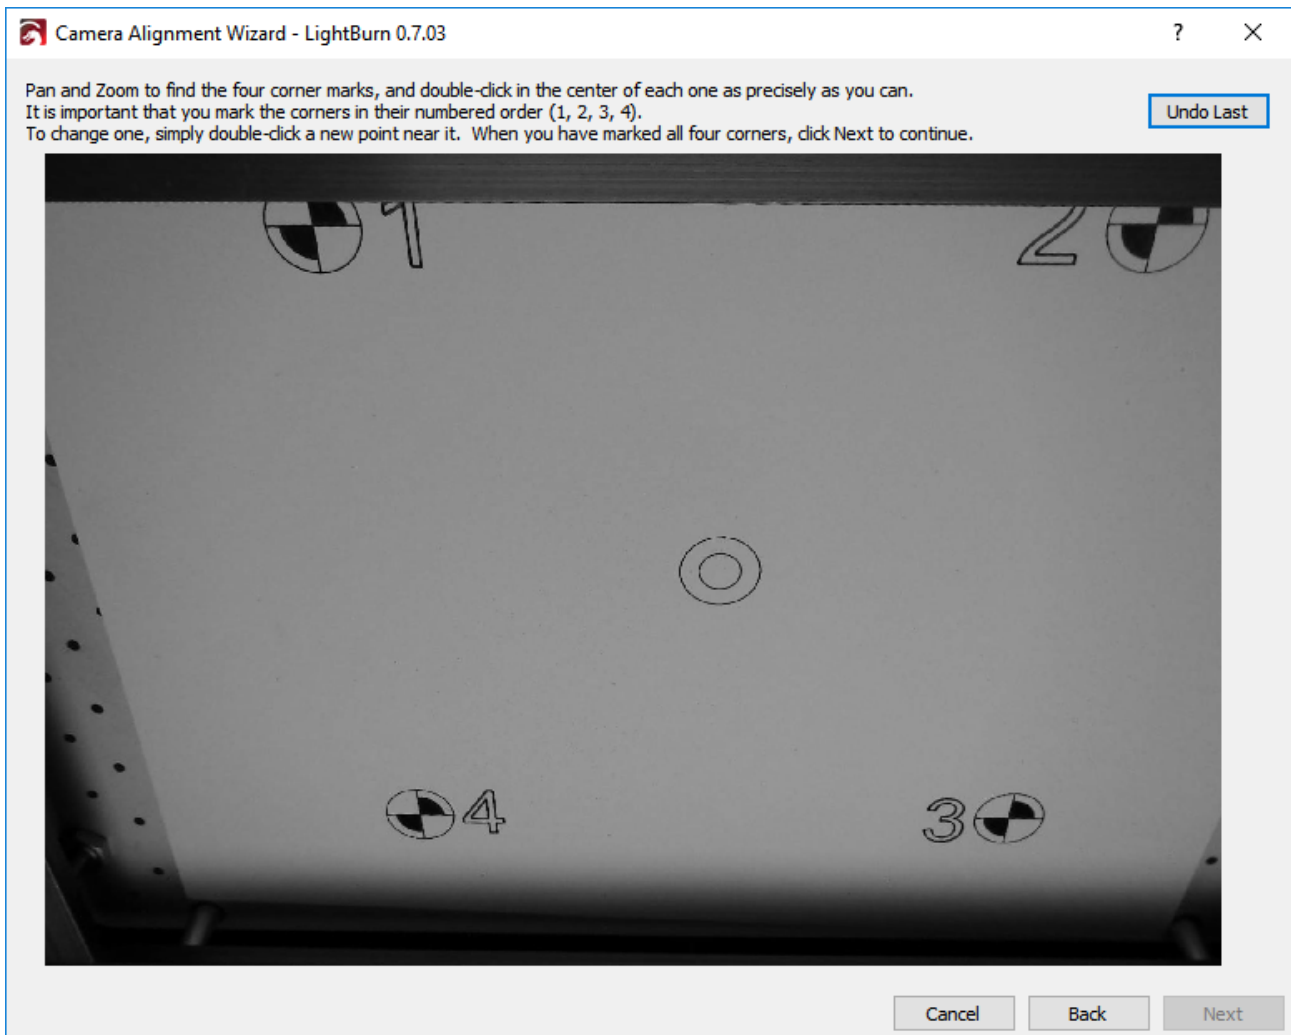 Camera Alignment Wizard - LightBurn 0.7.03
?
Pan and Zoom to find the four corner marks, and double-click in the center of each one as precisely as you can.
It is important that you mark the corners in their numbered order (1, 2, 3, 4).
To change one, simply double-click a new point near it.  When you have marked all four corners, click Next to continue.
Undo Last
1 2
4 3
Cancel Back Next